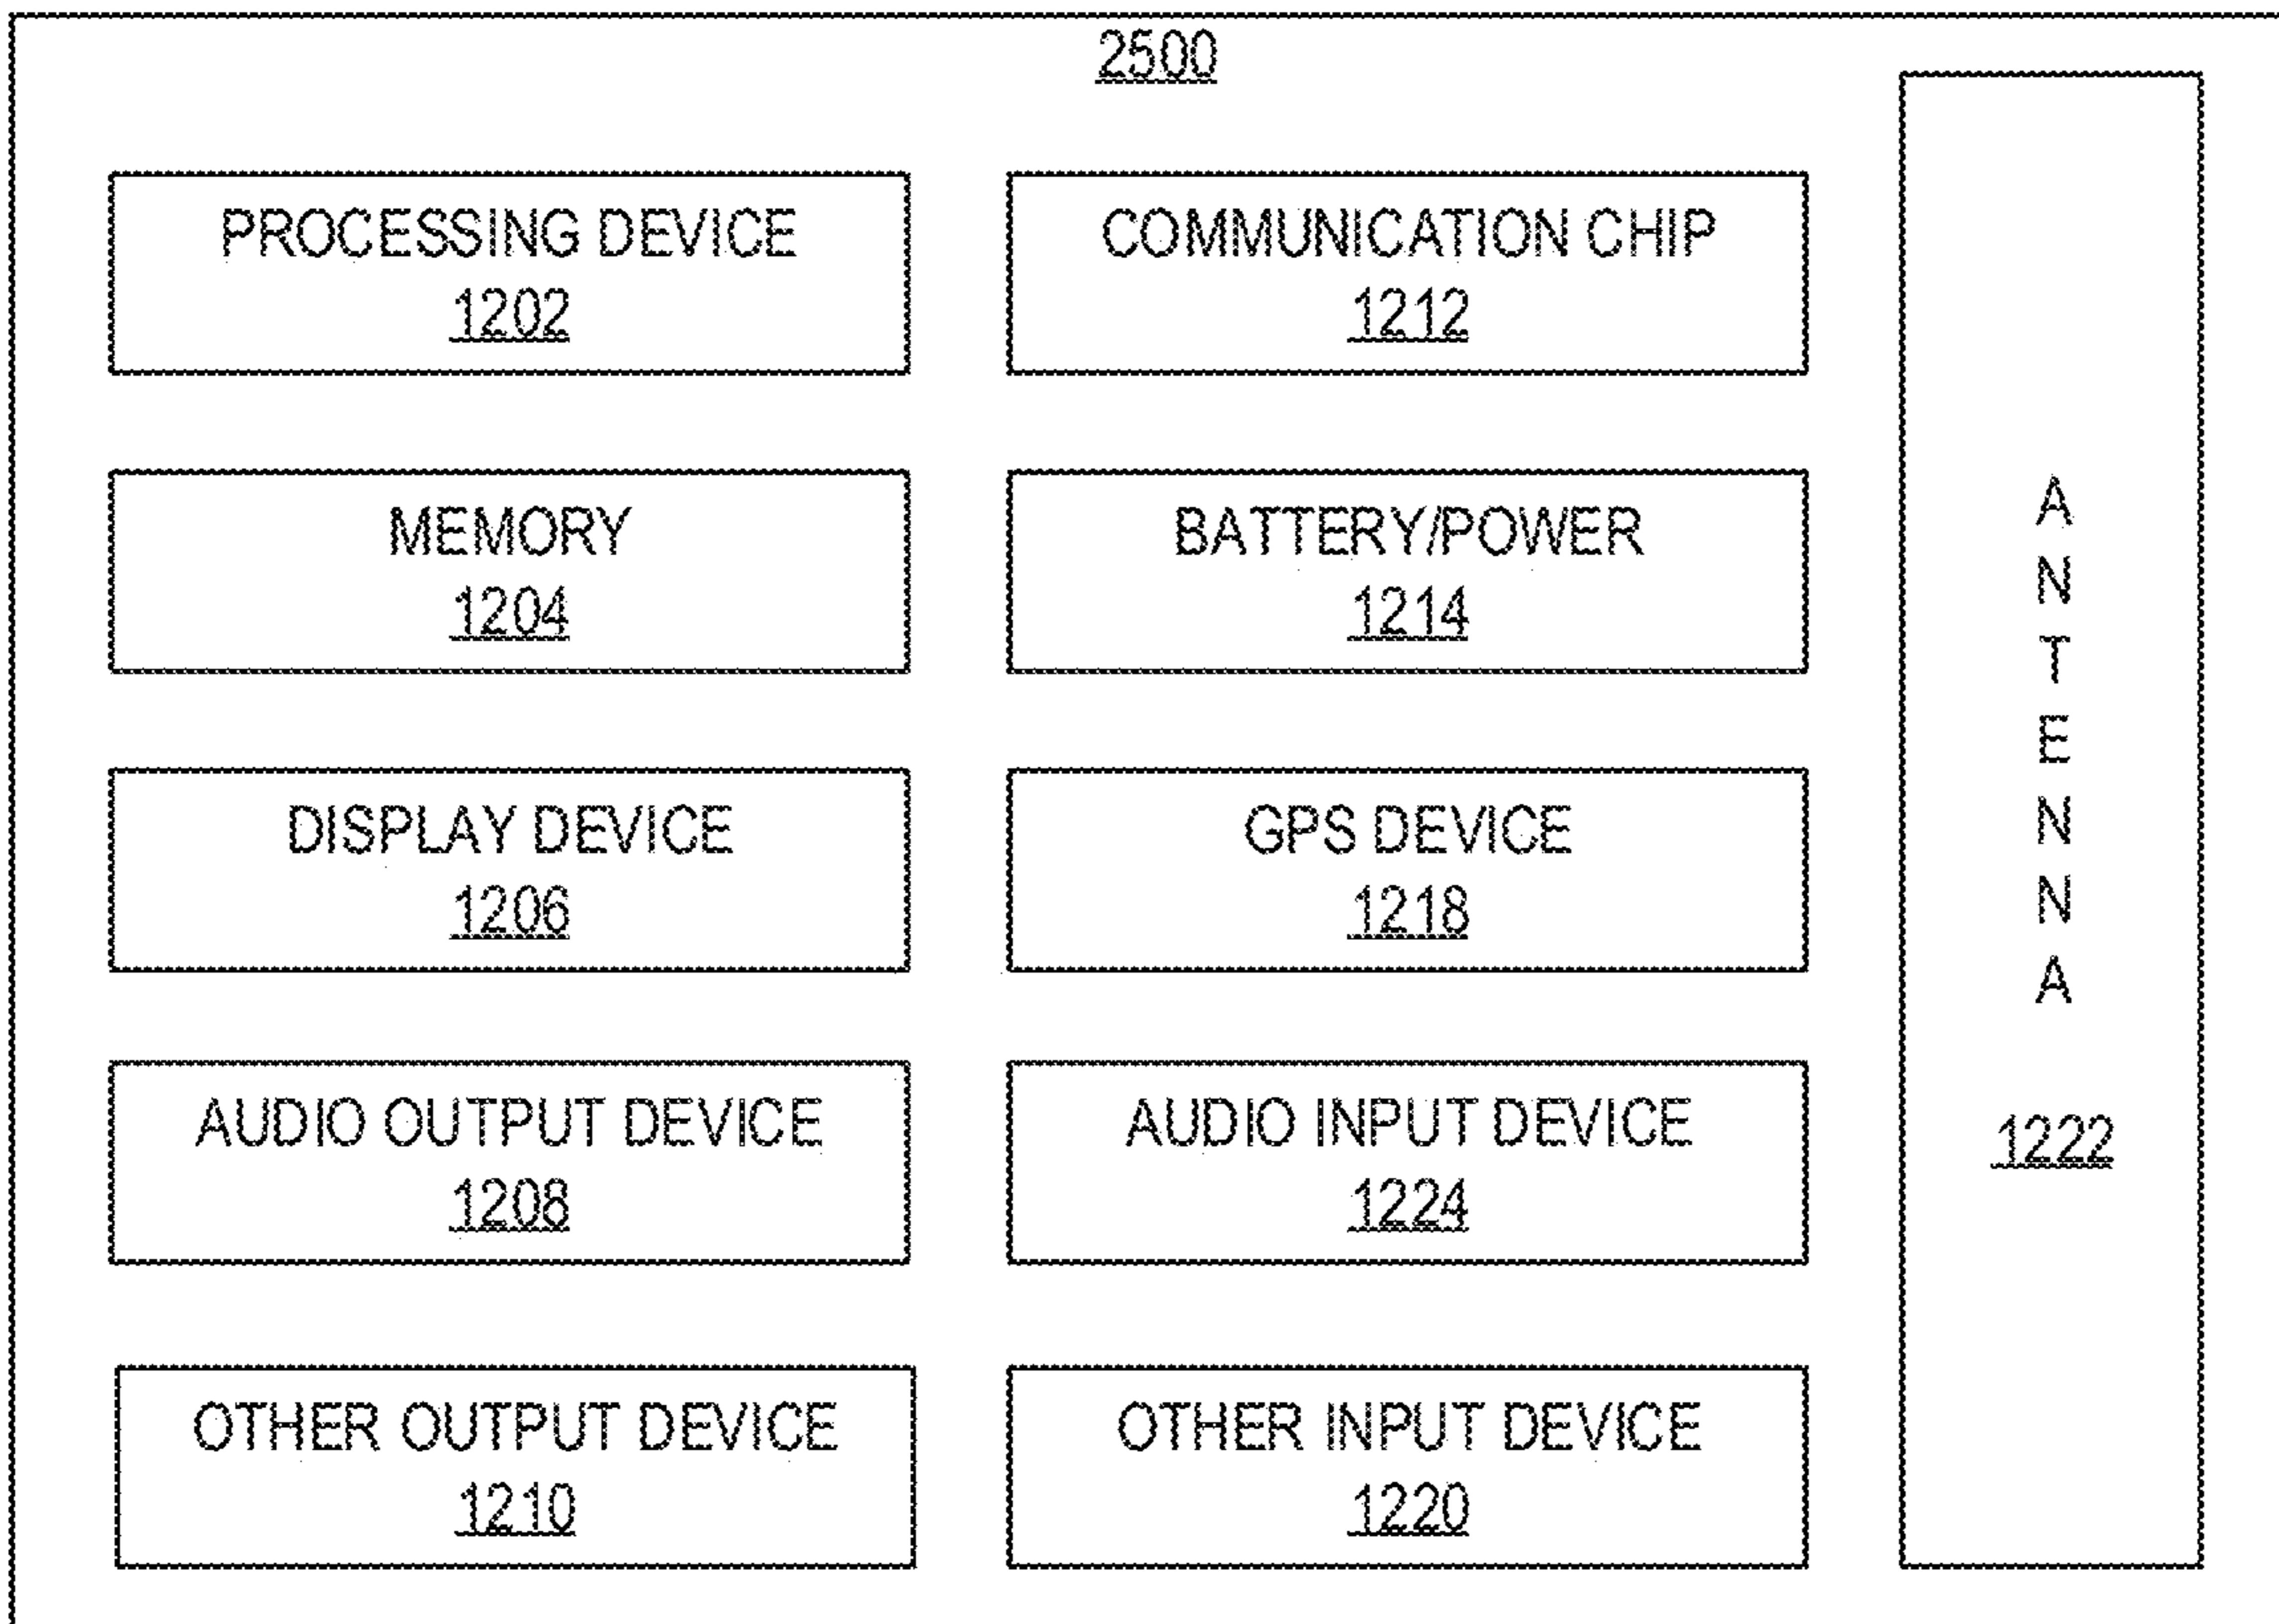 2500
PROCESSING DEVICE
1202
COMMUNICATION CHIP
1212
MEMORY
1204
BATTERY/POWER
1214
DISPLAY DEVICE
1206
GPS DEVICE
1218
AUDIO OUTPUT DEVICE
1208
AUDIO INPUT DEVICE
1224
OTHER OUTPUT DEVICE
1210
OTHER INPUT DEVICE
1220
ANTENNA
1222